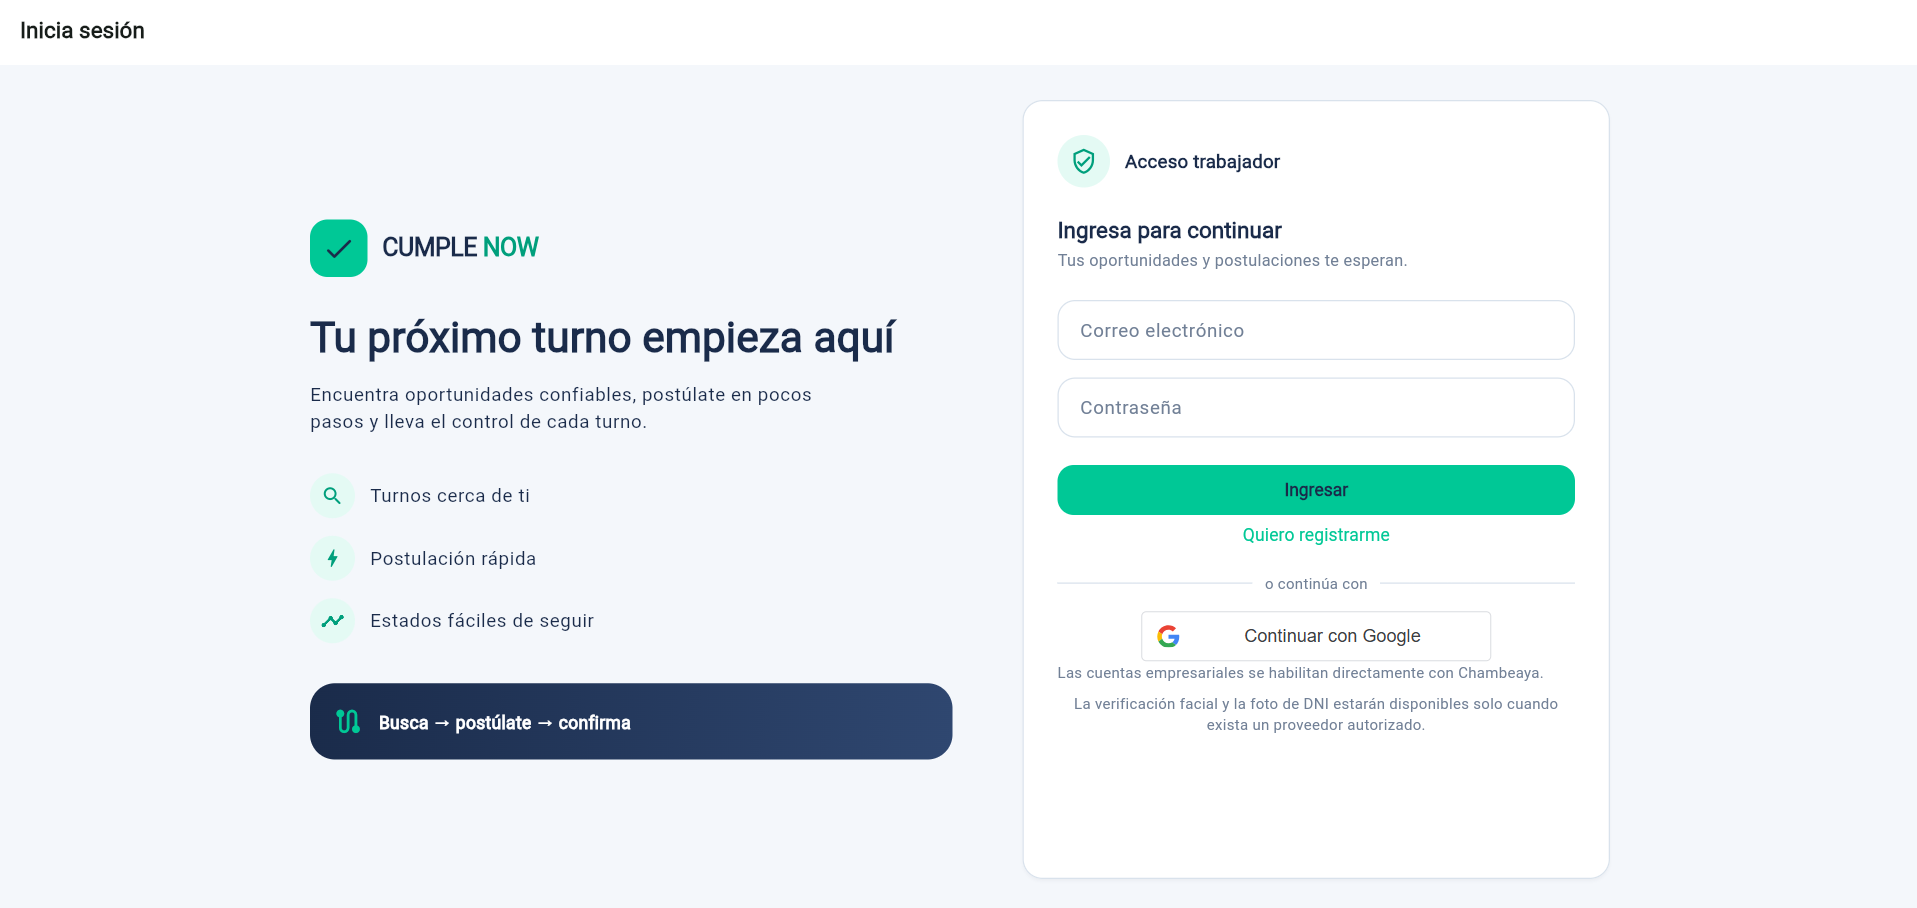 Inicia sesión
CUMPLE NOW
Tu próximo turno empieza aquí
Encuentra oportunidades confiables, postúlate en pocos
pasos y lleva el control de cada turno.
Turnos cerca de ti
Postulación rápida
Estados fáciles de seguir
Busca → postúlate → confirma
Acceso trabajador
Ingresa para continuar
Tus oportunidades y postulaciones te esperan.
Correo electrónico
Contraseña
Ingresar
Quiero registrarme
o continúa con
Continuar con Google
Las cuentas empresariales se habilitan directamente con Chambeaya.
La verificación facial y la foto de DNI estarán disponibles solo cuando
exista un proveedor autorizado.